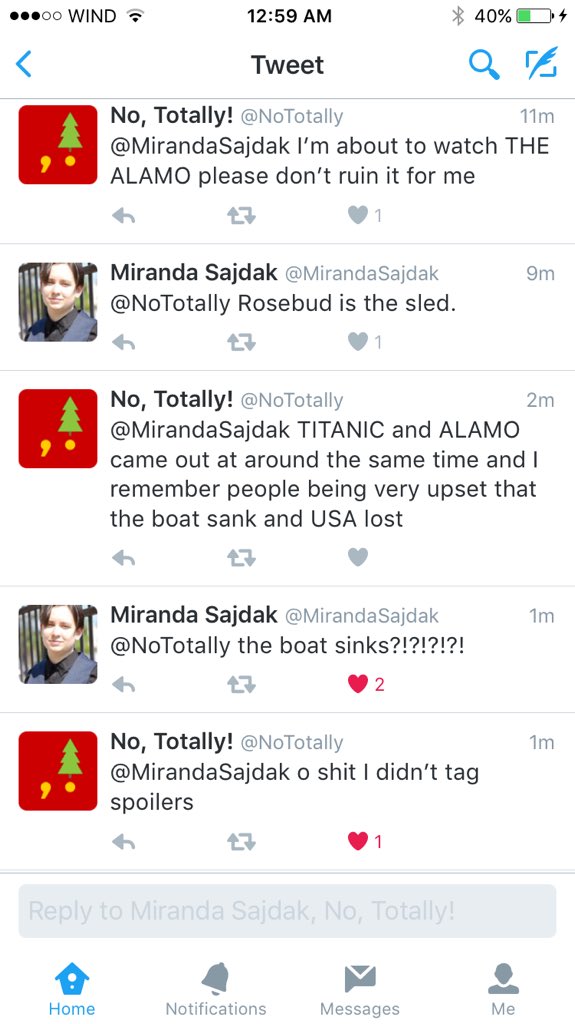 WIND 12:59 AM 40%
Tweet
No, Totally! @NoTotally 11m
@MirandaSajdak I’m about to watch THE
ALAMO please don’t ruin it for me
1
Miranda Sajdak @MirandaSajdak 9m
@NoTotally Rosebud is the sled.
1
No, Totally! @NoTotally 2m
@MirandaSajdak TITANIC and ALAMO
came out at around the same time and I
remember people being very upset that
the boat sank and USA lost
Miranda Sajdak @MirandaSajdak 1m
@NoTotally the boat sinks?!?!?!?!
2
No, Totally! @NoTotally 1m
@MirandaSajdak o shit I didn’t tag
spoilers
1
Reply to Miranda Sajdak, No, Totally!
Home Notifications Messages Me